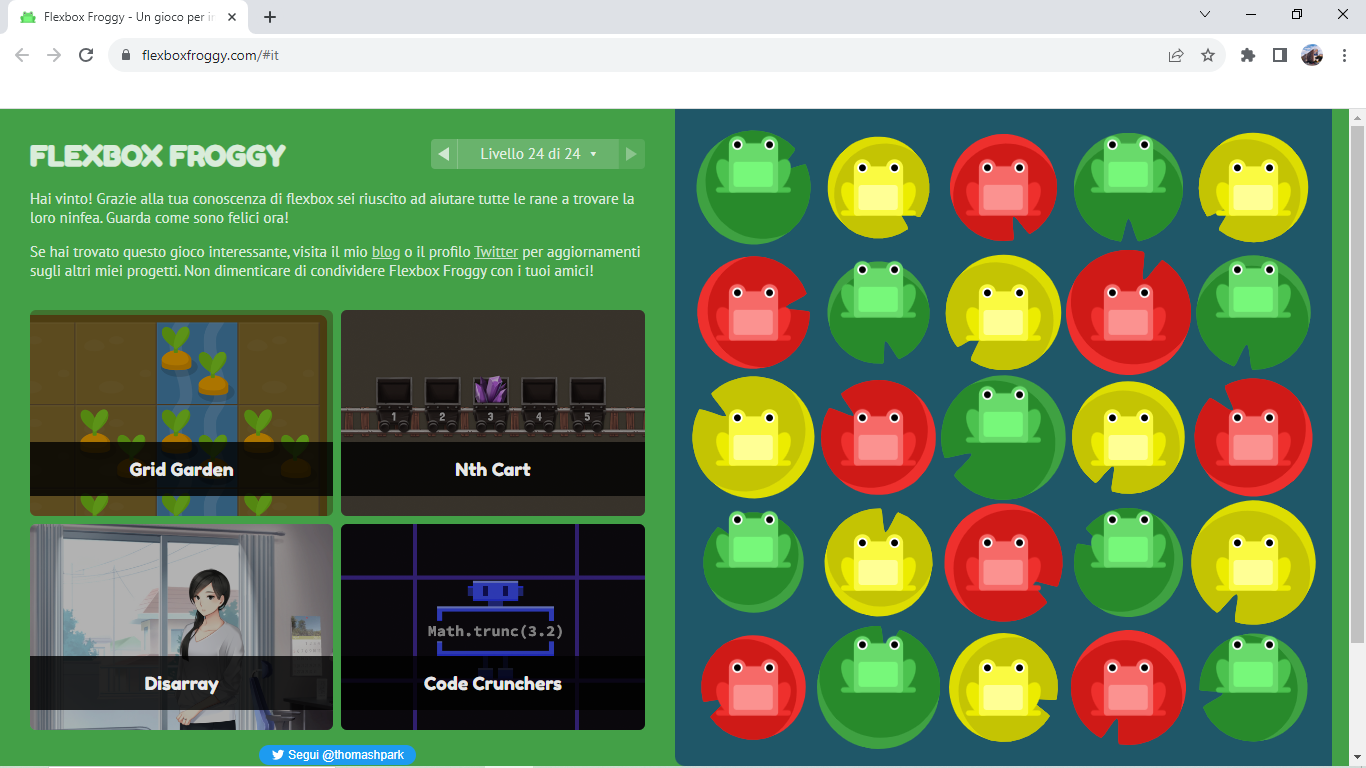 Flexbox Froggy - Un gioco per in
flexboxfroggy.com/#it
FLEXBOX FROGGY
Livello 24 di 24
Hai vinto! Grazie alla tua conoscenza di flexbox sei riuscito ad aiutare tutte le rane a trovare la
loro ninfea. Guarda come sono felici ora!
Se hai trovato questo gioco interessante, visita il mio blog o il profilo Twitter per aggiornamenti
sugli altri miei progetti. Non dimenticare di condividere Flexbox Froggy con i tuoi amici!
1 2 3 4 5
Grid Garden
Nth Cart
Math.trunc(3.2)
Disarray
Code Crunchers
Segui @thomashpark